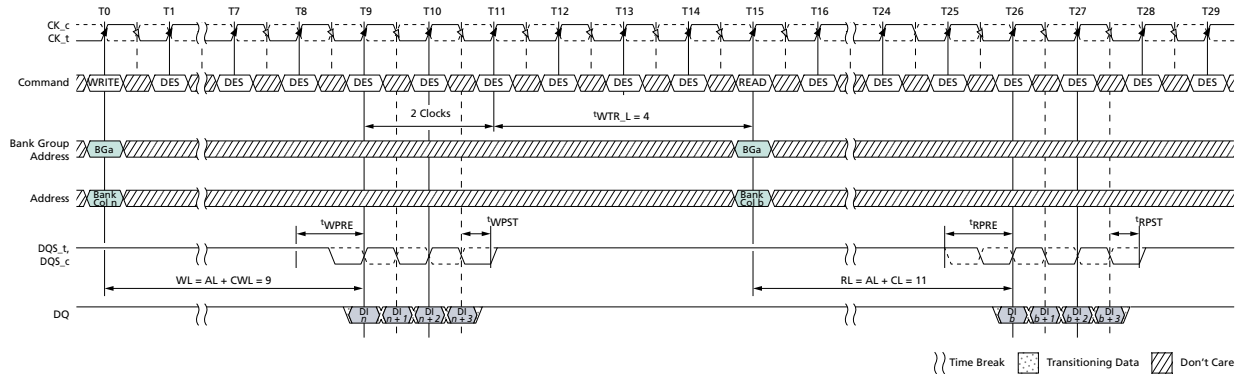 T0 T1 T7 T8 T9 T10 T11 T12 T13 T14 T15 T16 T24 T25 T26 T27 T28 T29
CK_c
CK_t
Command WRITE DES DES DES DES DES DES DES DES DES READ DES DES DES DES DES DES DES
2 Clocks tWTR_L = 4
Bank Group
Address BGa BGa
Address Bank Col n Bank Col b
tWPRE tWPST tRPRE tRPST
DQS_t,
DQS_c
WL = AL + CWL = 9 RL = AL + CL = 11
DQ DI n DI n + 1 DI n + 2 DI n + 3 DI b DI b + 1 DI b + 2 DI b + 3
Time Break Transitioning Data Don't Care